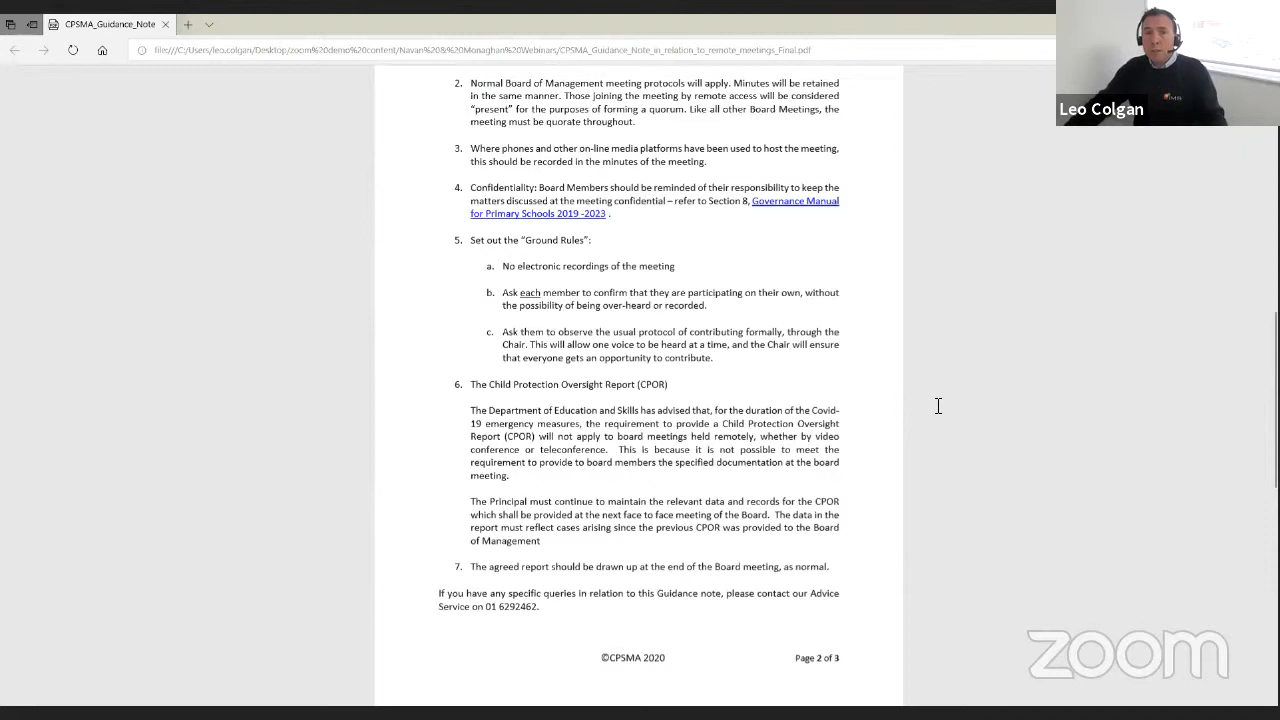 CPSMA_Guidance_Note
file:///C:/Users/leo.colgan/Desktop/zoom%20demo%20content/Navan%20&%20Monaghan%20Webinars/CPSMA_Guidance_Note_in_relation_to_remote_meetings_Final.pdf
Leo Colgan
2. Normal Board of Management meeting protocols will apply. Minutes will be retained
in the same manner. Those joining the meeting by remote access will be considered
“present” for the purposes of forming a quorum. Like all other Board Meetings, the
meeting must be quorate throughout.
3. Where phones and other on-line media platforms have been used to host the meeting,
this should be recorded in the minutes of the meeting.
4. Confidentiality: Board Members should be reminded of their responsibility to keep the
matters discussed at the meeting confidential – refer to Section 8, Governance Manual
for Primary Schools 2019 -2023 .
5. Set out the “Ground Rules”:
a. No electronic recordings of the meeting
b. Ask each member to confirm that they are participating on their own, without
the possibility of being over-heard or recorded.
c. Ask them to observe the usual protocol of contributing formally, through the
Chair. This will allow one voice to be heard at a time, and the Chair will ensure
that everyone gets an opportunity to contribute.
6. The Child Protection Oversight Report (CPOR)
The Department of Education and Skills has advised that, for the duration of the Covid-
19 emergency measures, the requirement to provide a Child Protection Oversight
Report (CPOR) will not apply to board meetings held remotely, whether by video
conference or teleconference. This is because it is not possible to meet the
requirement to provide to board members the specified documentation at the board
meeting.
The Principal must continue to maintain the relevant data and records for the CPOR
which shall be provided at the next face to face meeting of the Board. The data in the
report must reflect cases arising since the previous CPOR was provided to the Board
of Management
7. The agreed report should be drawn up at the end of the Board meeting, as normal.
If you have any specific queries in relation to this Guidance note, please contact our Advice
Service on 01 6292462.
©CPSMA 2020
Page 2 of 3
zoom